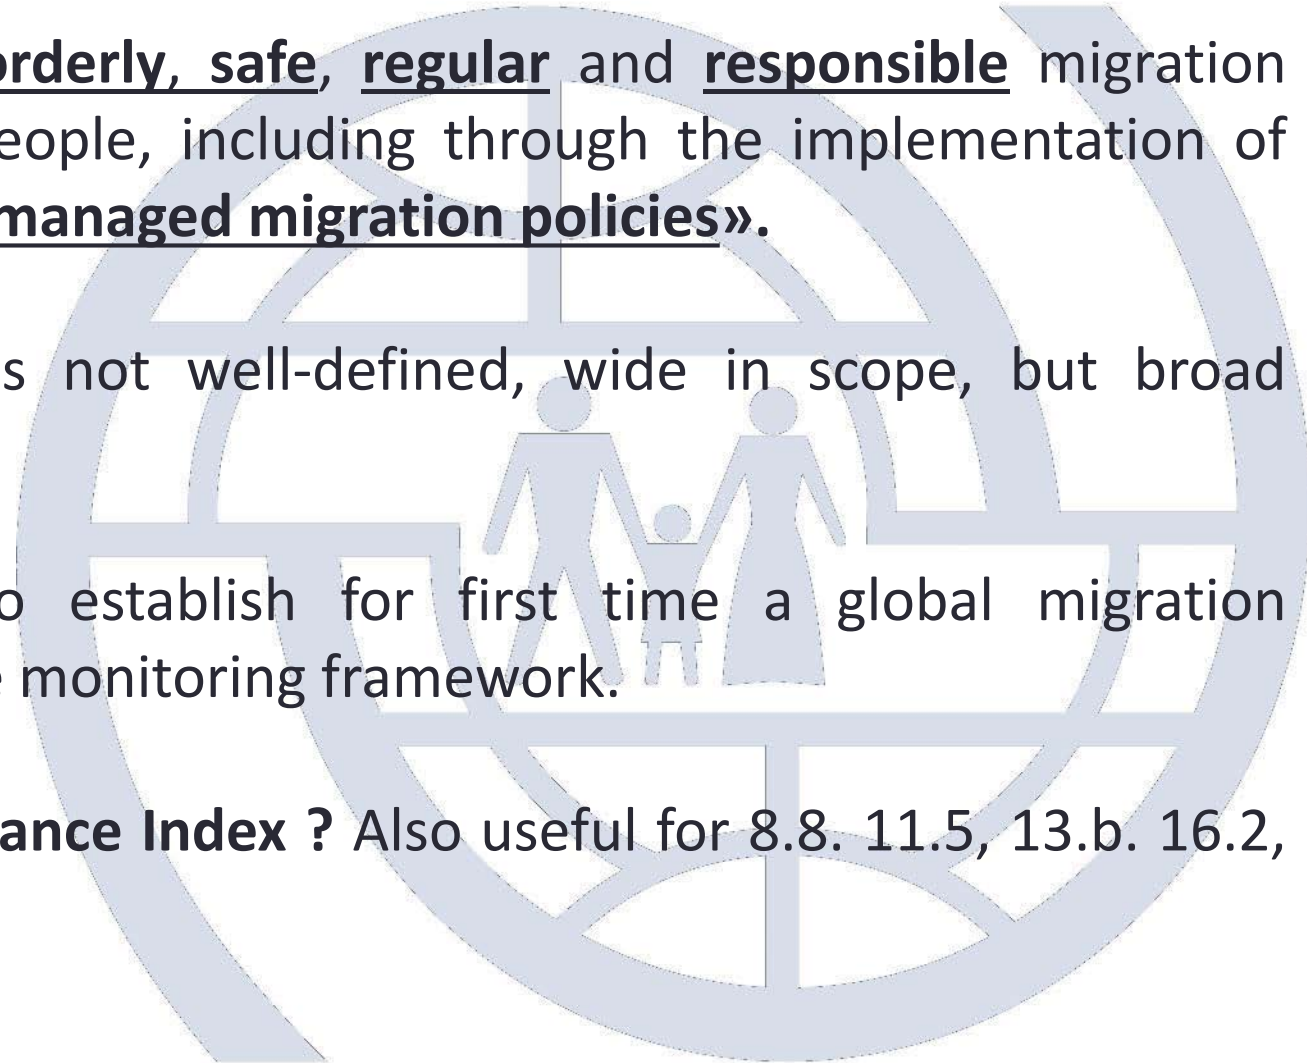 orderly, safe, regular and responsible migration
eople, including through the implementation of
managed migration policies».
s not well-defined, wide in scope, but broad
o establish for first time a global migration
e monitoring framework.
ance Index ? Also useful for 8.8. 11.5, 13.b. 16.2,